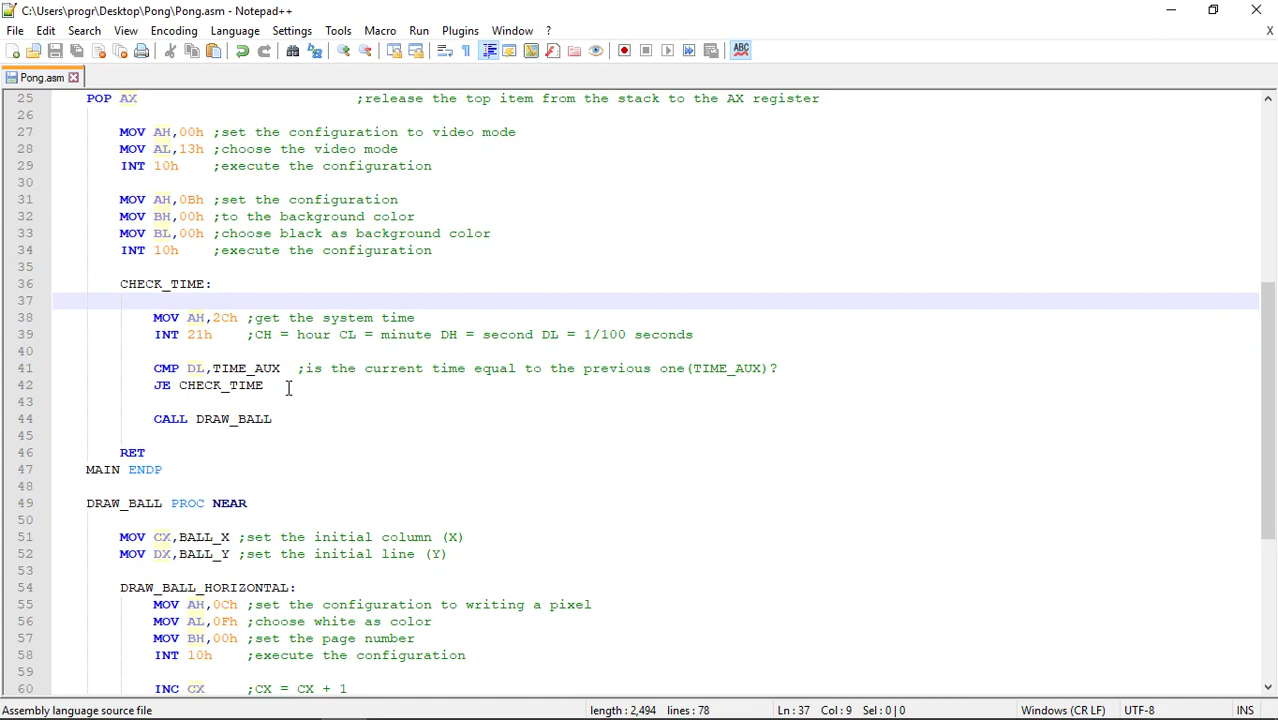 C:\Users\progr\Desktop\Pong\Pong.asm - Notepad++
File Edit Search View Encoding Language Settings Tools Macro Run Plugins Window ? X
ABC
Pong.asm
25 POP AX ;release the top item from the stack to the AX register
26
27 MOV AH,00h ;set the configuration to video mode
28 MOV AL,13h ;choose the video mode
29 INT 10h ;execute the configuration
30
31 MOV AH,0Bh ;set the configuration
32 MOV BH,00h ;to the background color
33 MOV BL,00h ;choose black as background color
34 INT 10h ;execute the configuration
35
36 CHECK_TIME:
37
38 MOV AH,2Ch ;get the system time
39 INT 21h ;CH = hour CL = minute DH = second DL = 1/100 seconds
40
41 CMP DL,TIME_AUX ;is the current time equal to the previous one(TIME_AUX)?
42 JE CHECK_TIME
43
44 CALL DRAW_BALL
45
46 RET
47 MAIN ENDP
48
49 DRAW_BALL PROC NEAR
50
51 MOV CX,BALL_X ;set the initial column (X)
52 MOV DX,BALL_Y ;set the initial line (Y)
53
54 DRAW_BALL_HORIZONTAL:
55 MOV AH,0Ch ;set the configuration to writing a pixel
56 MOV AL,0Fh ;choose white as color
57 MOV BH,00h ;set the page number
58 INT 10h ;execute the configuration
59
60 INC CX ;CX = CX + 1
Assembly language source file length : 2,494 lines : 78 Ln : 37 Col : 9 Sel : 0 | 0 Windows (CR LF) UTF-8 INS